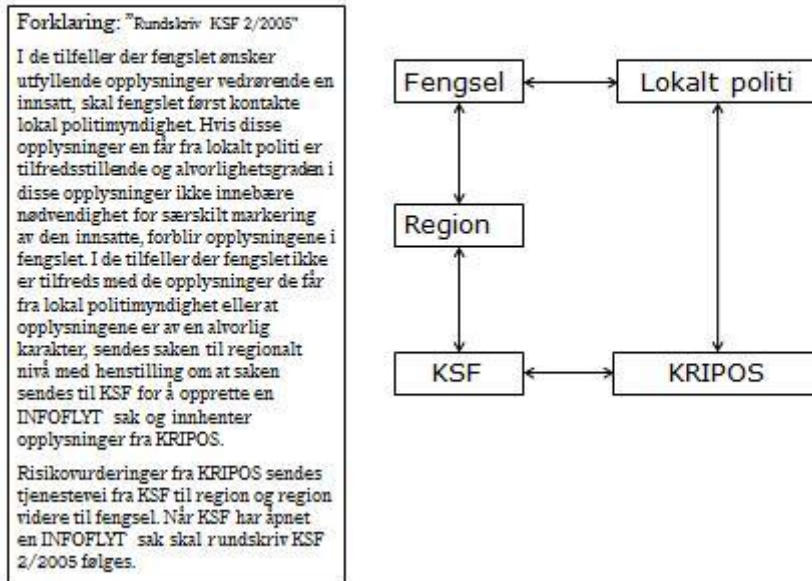 Forklaring: "Rundskriv KSF 2/2005"
I de tilfeller der fengslet ønsker
utfyllende opplysninger vedrørende en
innsatt, skal fengslet først kontakte
lokal politimyndighet. Hvis disse
opplysninger en får fra lokalt politi er
tilfredsstillende og alvorlighetsgraden i
disse opplysninger ikke innebære
nødvendighet for særskilt markering
av den innsatte, forblir opplysningene i
fengslet. I de tilfeller der fengslet ikke
er tilfreds med de opplysninger de får
fra lokal politimyndighet eller at
opplysningene er av en alvorlig
karakter, sendes saken til regionalt
nivå med henstilling om at saken
sendes til KSF for å opprette en
INFOFLYT sak og innhenter
opplysninger fra KRIPOS.
Risikovurderinger fra KRIPOS sendes
tjenestevei fra KSF til region og region
videre til fengsel. Når KSF har åpnet
en INFOFLYT sak skal rundskriv KSF
2/2005 følges.
Fengsel
Lokalt politi
Region
KSF
KRIPOS